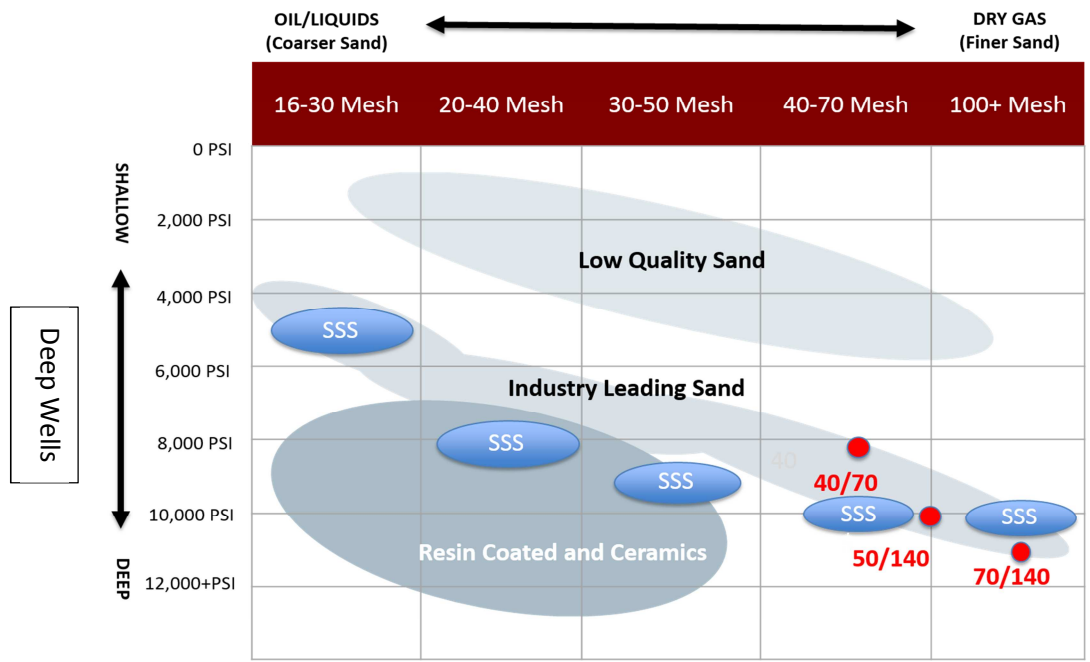 OIL/LIQUIDS
(Coarser Sand)
DRY GAS
(Finer Sand)
16-30 Mesh
20-40 Mesh
30-50 Mesh
40-70 Mesh
100+ Mesh
0 PSI
SHALLOW
2,000 PSI
Low Quality Sand
4,000 PSI
SSS
Deep Wells
6,000 PSI
Industry Leading Sand
8,000 PSI
SSS
40
SSS
40/70
10,000 PSI
SSS
SSS
Resin Coated and Ceramics
50/140
70/140
DEEP
12,000+PSI